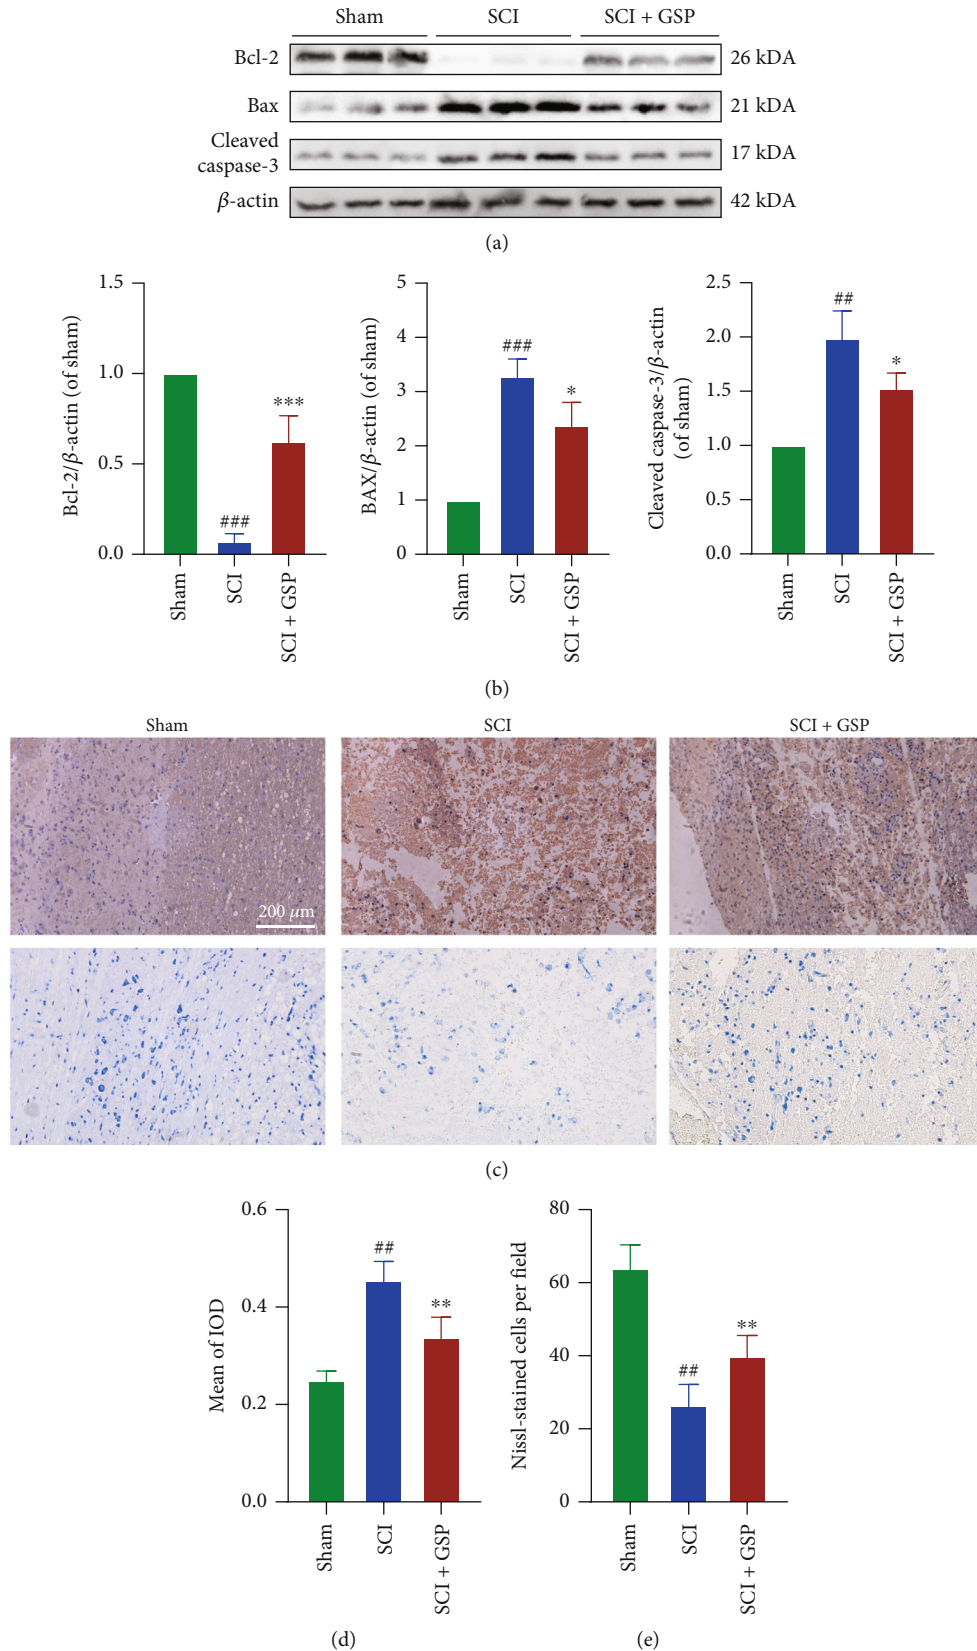 Sham SCI SCI + GSP
Bcl-2 26 kDA
Bax 21 kDA
Cleaved
caspase-3 17 kDA
β-actin 42 kDA
(a)
Bcl-2/β-actin (of sham)
1.5
1.0
0.5
0.0
###
***
Sham
SCI
SCI + GSP
BAX/β-actin (of sham)
5
4
3
2
1
0
###
*
Sham
SCI
SCI + GSP
Cleaved caspase-3/β-actin
(of sham)
2.5
2.0
1.5
1.0
0.5
0.0
##
*
Sham
SCI
SCI + GSP
(b)
Sham SCI SCI + GSP
200 μm
(c)
Mean of IOD
0.6
0.4
0.2
0.0
##
**
Sham
SCI
SCI + GSP
(d)
Nissl-stained cells per field
80
60
40
20
0
##
**
Sham
SCI
SCI + GSP
(e)